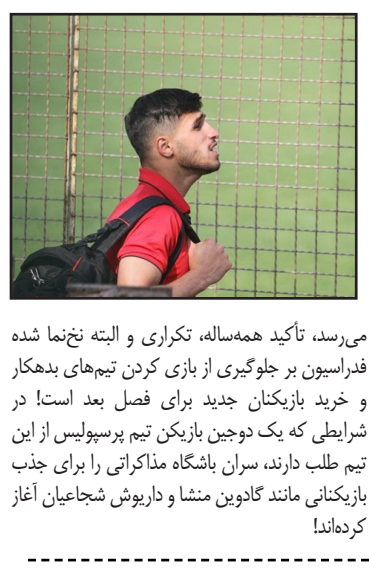 می‌رسد، تأکید همه‌ساله، تکراری و البته نخ‌نما شده
فدراسیون بر جلوگیری از بازی کردن تیم‌های بدهکار
و خرید بازیکنان جدید برای فصل بعد است! در
شرایطی که یک دوجین بازیکن تیم پرسپولیس از این
تیم طلب دارند، سران باشگاه مذاکراتی را برای جذب
بازیکنانی مانند گادوین منشا و داریوش شجاعیان آغاز
کرده‌اند!